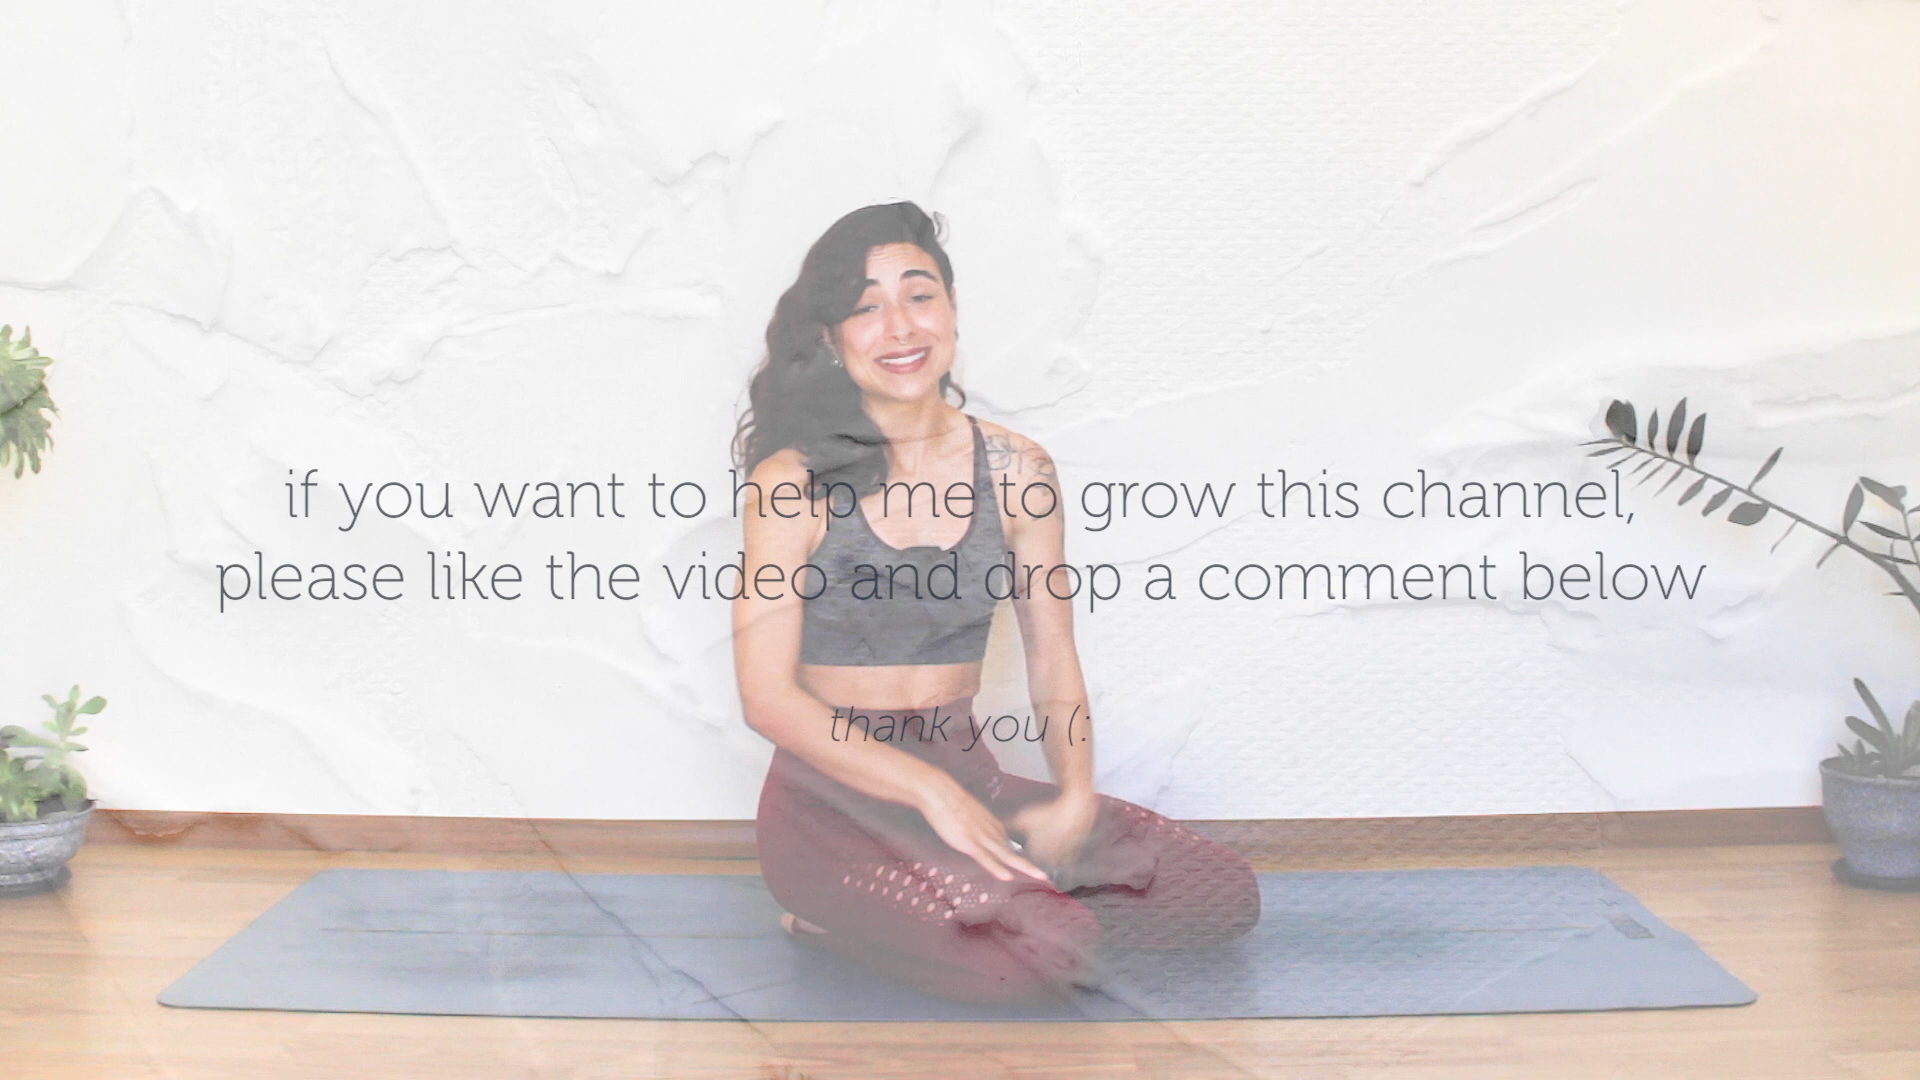 if you want to help me to grow this channel,
please like the video and drop a comment below
thank you (: